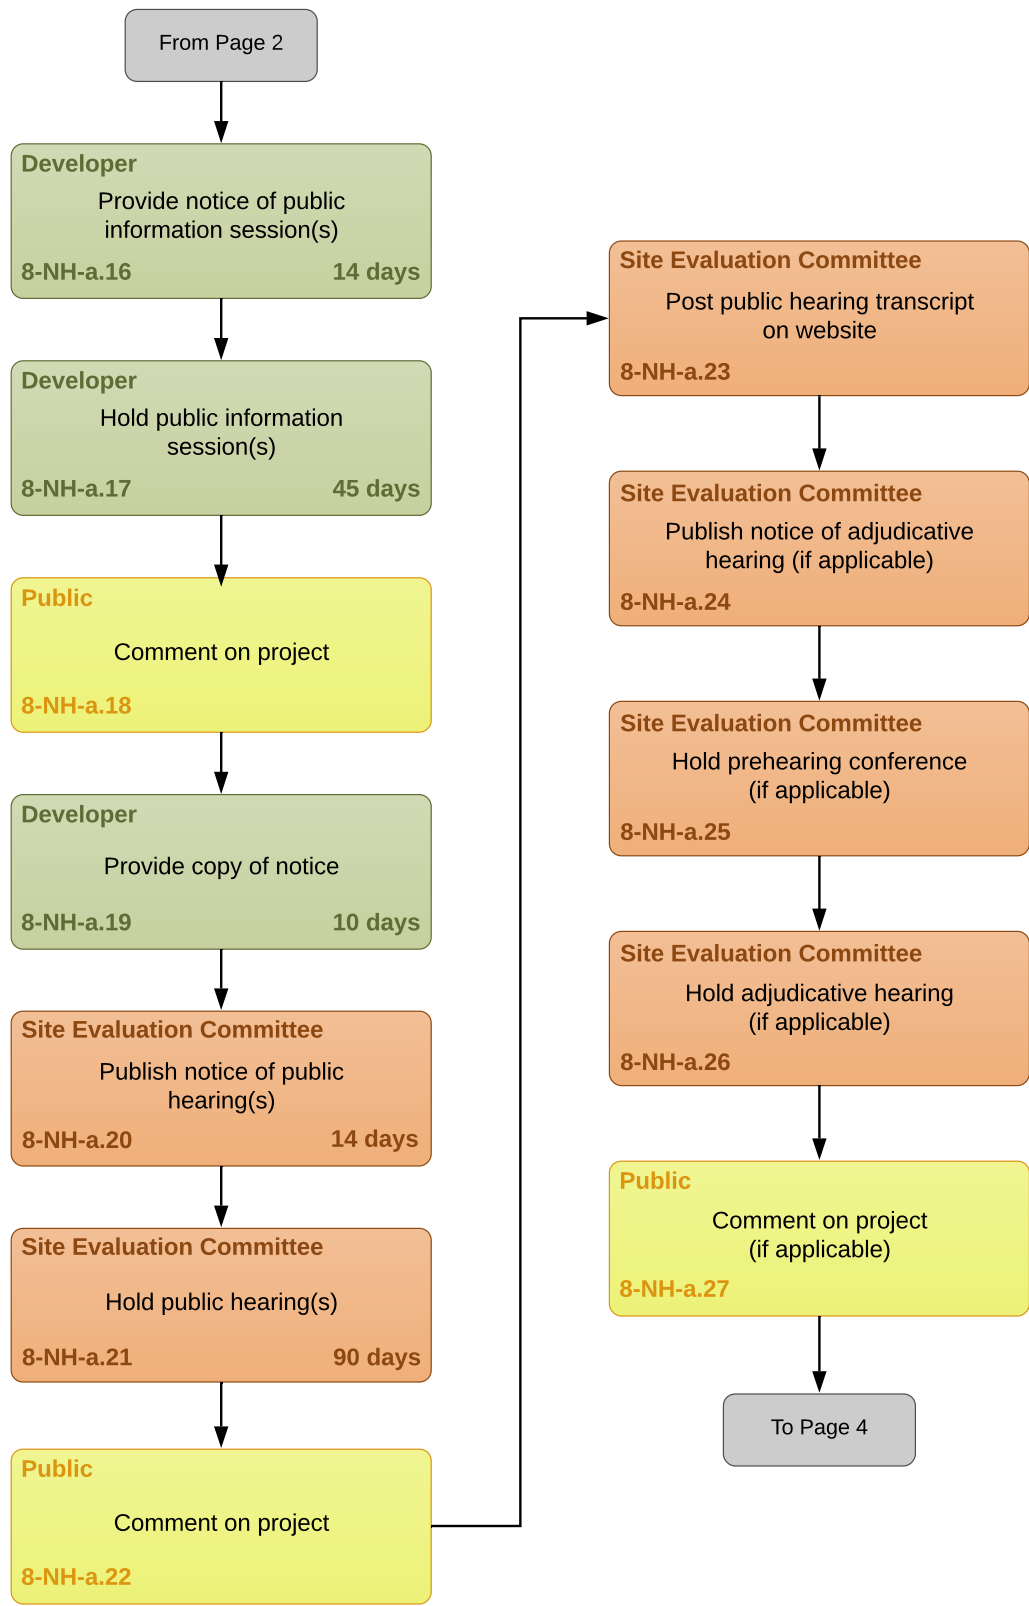 From Page 2
Developer
Provide notice of public
information session(s)
8-NH-a.16 14 days
Developer
Hold public information
session(s)
8-NH-a.17 45 days
Public
Comment on project
8-NH-a.18
Developer
Provide copy of notice
8-NH-a.19 10 days
Site Evaluation Committee
Publish notice of public
hearing(s)
8-NH-a.20 14 days
Site Evaluation Committee
Hold public hearing(s)
8-NH-a.21 90 days
Public
Comment on project
8-NH-a.22
Site Evaluation Committee
Post public hearing transcript
on website
8-NH-a.23
Site Evaluation Committee
Publish notice of adjudicative
hearing (if applicable)
8-NH-a.24
Site Evaluation Committee
Hold prehearing conference
(if applicable)
8-NH-a.25
Site Evaluation Committee
Hold adjudicative hearing
(if applicable)
8-NH-a.26
Public
Comment on project
(if applicable)
8-NH-a.27
To Page 4